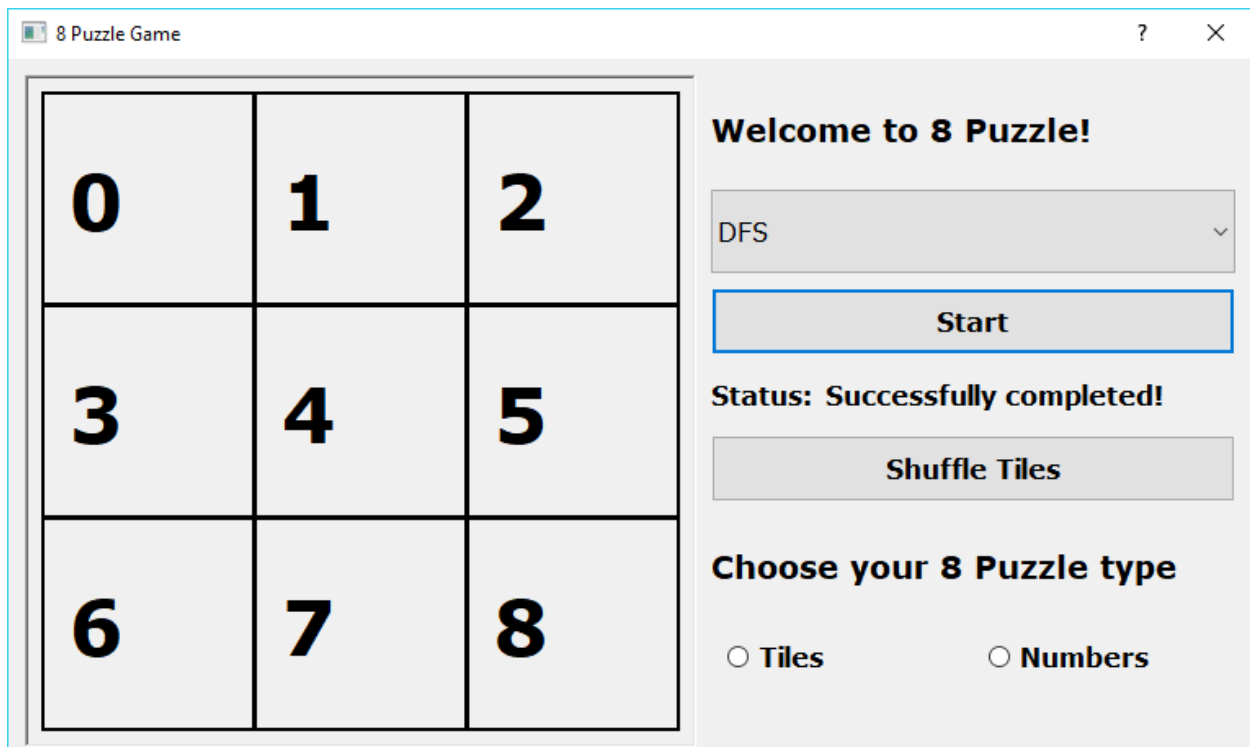 8 Puzzle Game ?
0 1 2
3 4 5
6 7 8
Welcome to 8 Puzzle!
DFS
Start
Status: Successfully completed!
Shuffle Tiles
Choose your 8 Puzzle type
Tiles Numbers